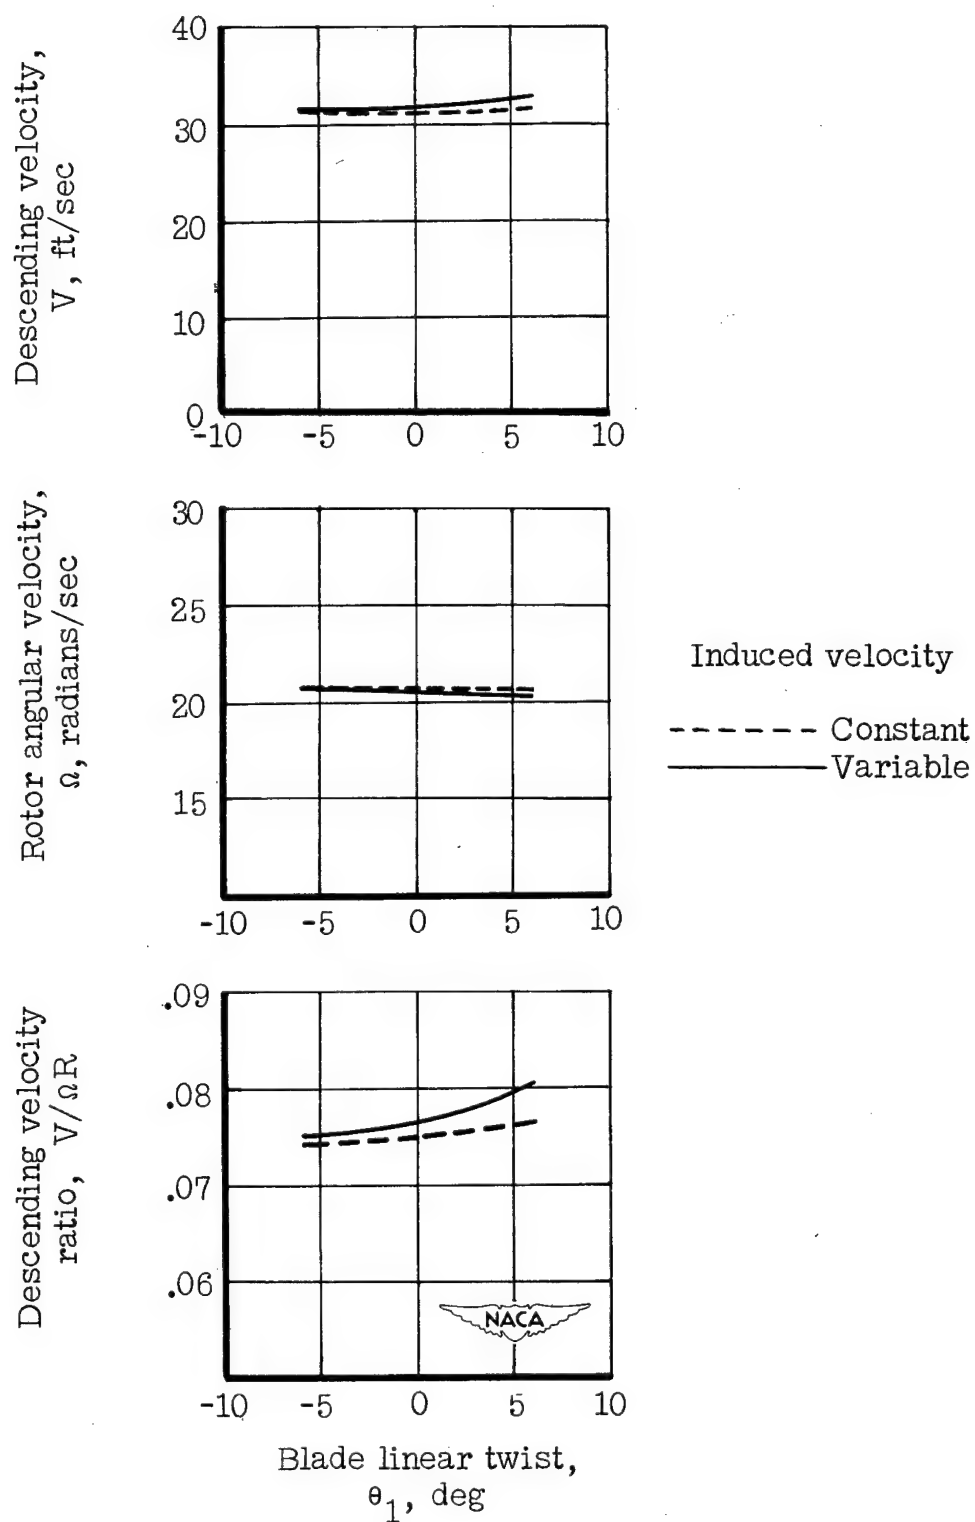 Descending velocity,
V, ft/sec
40
30
20
10
0
-10 -5 0 5 10
Rotor angular velocity,
Ω, radians/sec
30
25
20
15
-10 -5 0 5 10
Induced velocity
Constant
Variable
Descending velocity
ratio, V/ΩR
.09
.08
.07
.06
NACA
-10 -5 0 5 10
Blade linear twist,
θ₁, deg